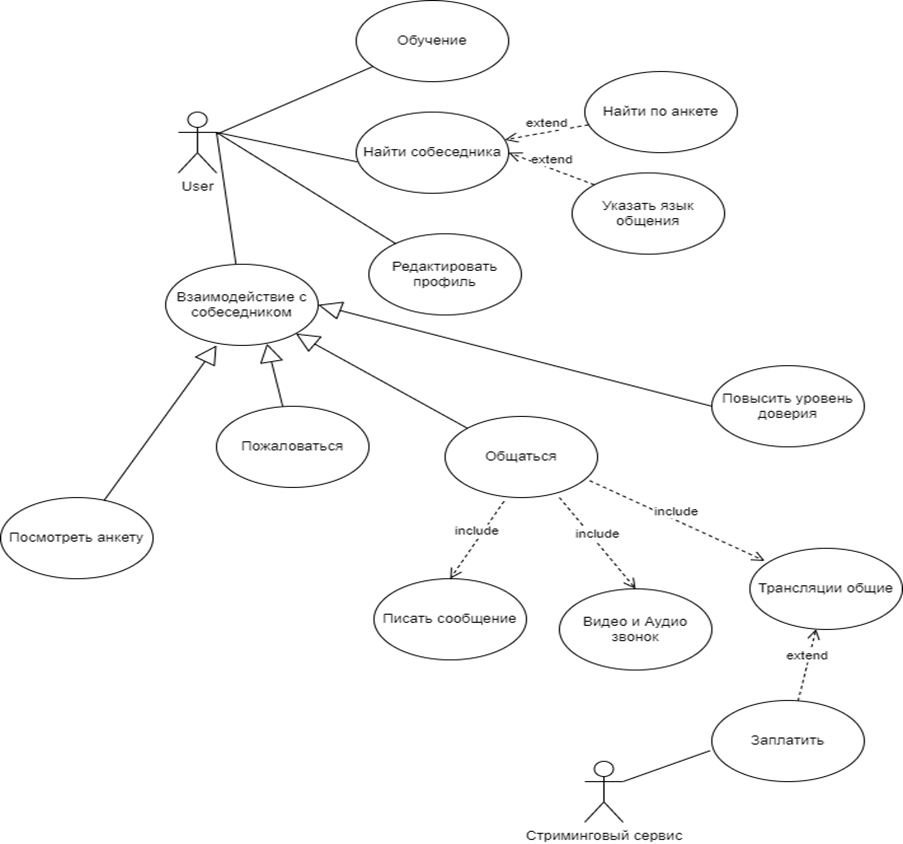 Обучение
Найти по анкете
extend
Найти собеседника
extend
User
Указать язык
общения
Редактировать
профиль
Взаимодействие с
собеседником
Повысить уровень
доверия
Пожаловаться
Общаться
Посмотреть анкету
include
include
include
Трансляции общие
Писать сообщение
Видео и Аудио
звонок
extend
Заплатить
Стриминговый сервис